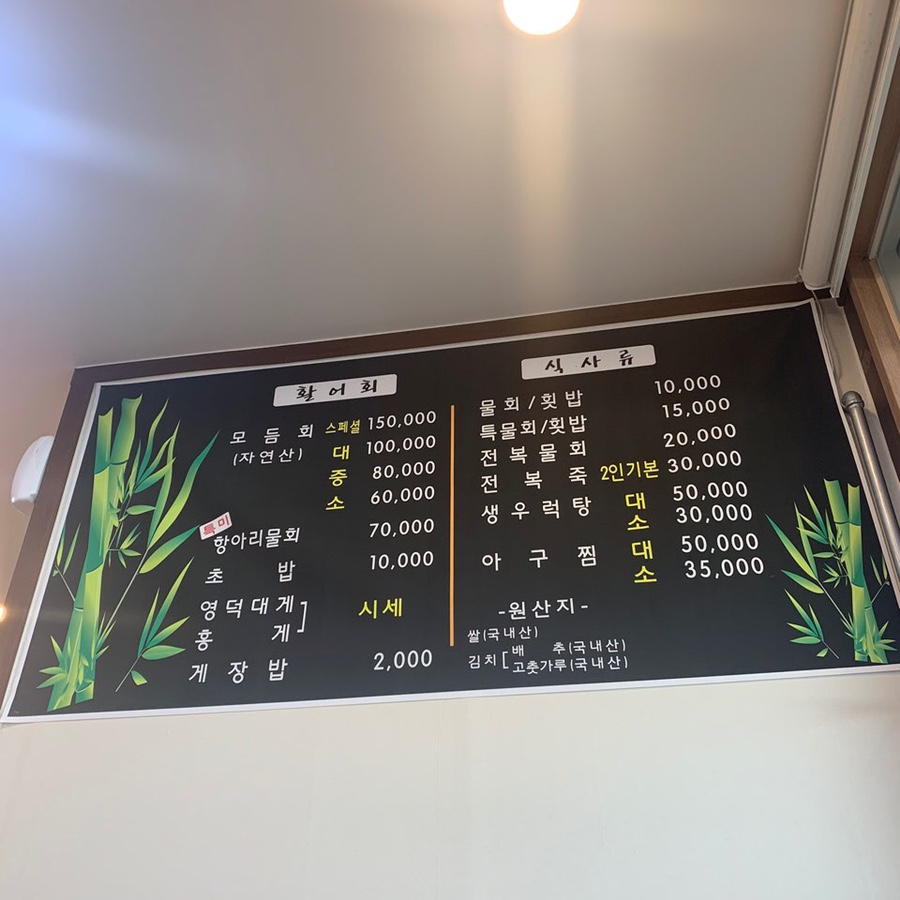 활어회
모듬회 스페셜 150,000
(자연산) 대 100,000
중 80,000
소 60,000
특미
항아리물회 70,000
초밥 10,000
영덕대게
홍게 ] 시세
게장밥 2,000
식사류
물회/횟밥 10,000
특물회/횟밥 15,000
전복물회 20,000
전복죽 2인기본 30,000
생우럭탕 대 50,000
소 30,000
아구찜 대 50,000
소 35,000
-원산지-
쌀(국내산)
김치[배추(국내산)
고춧가루(국내산)